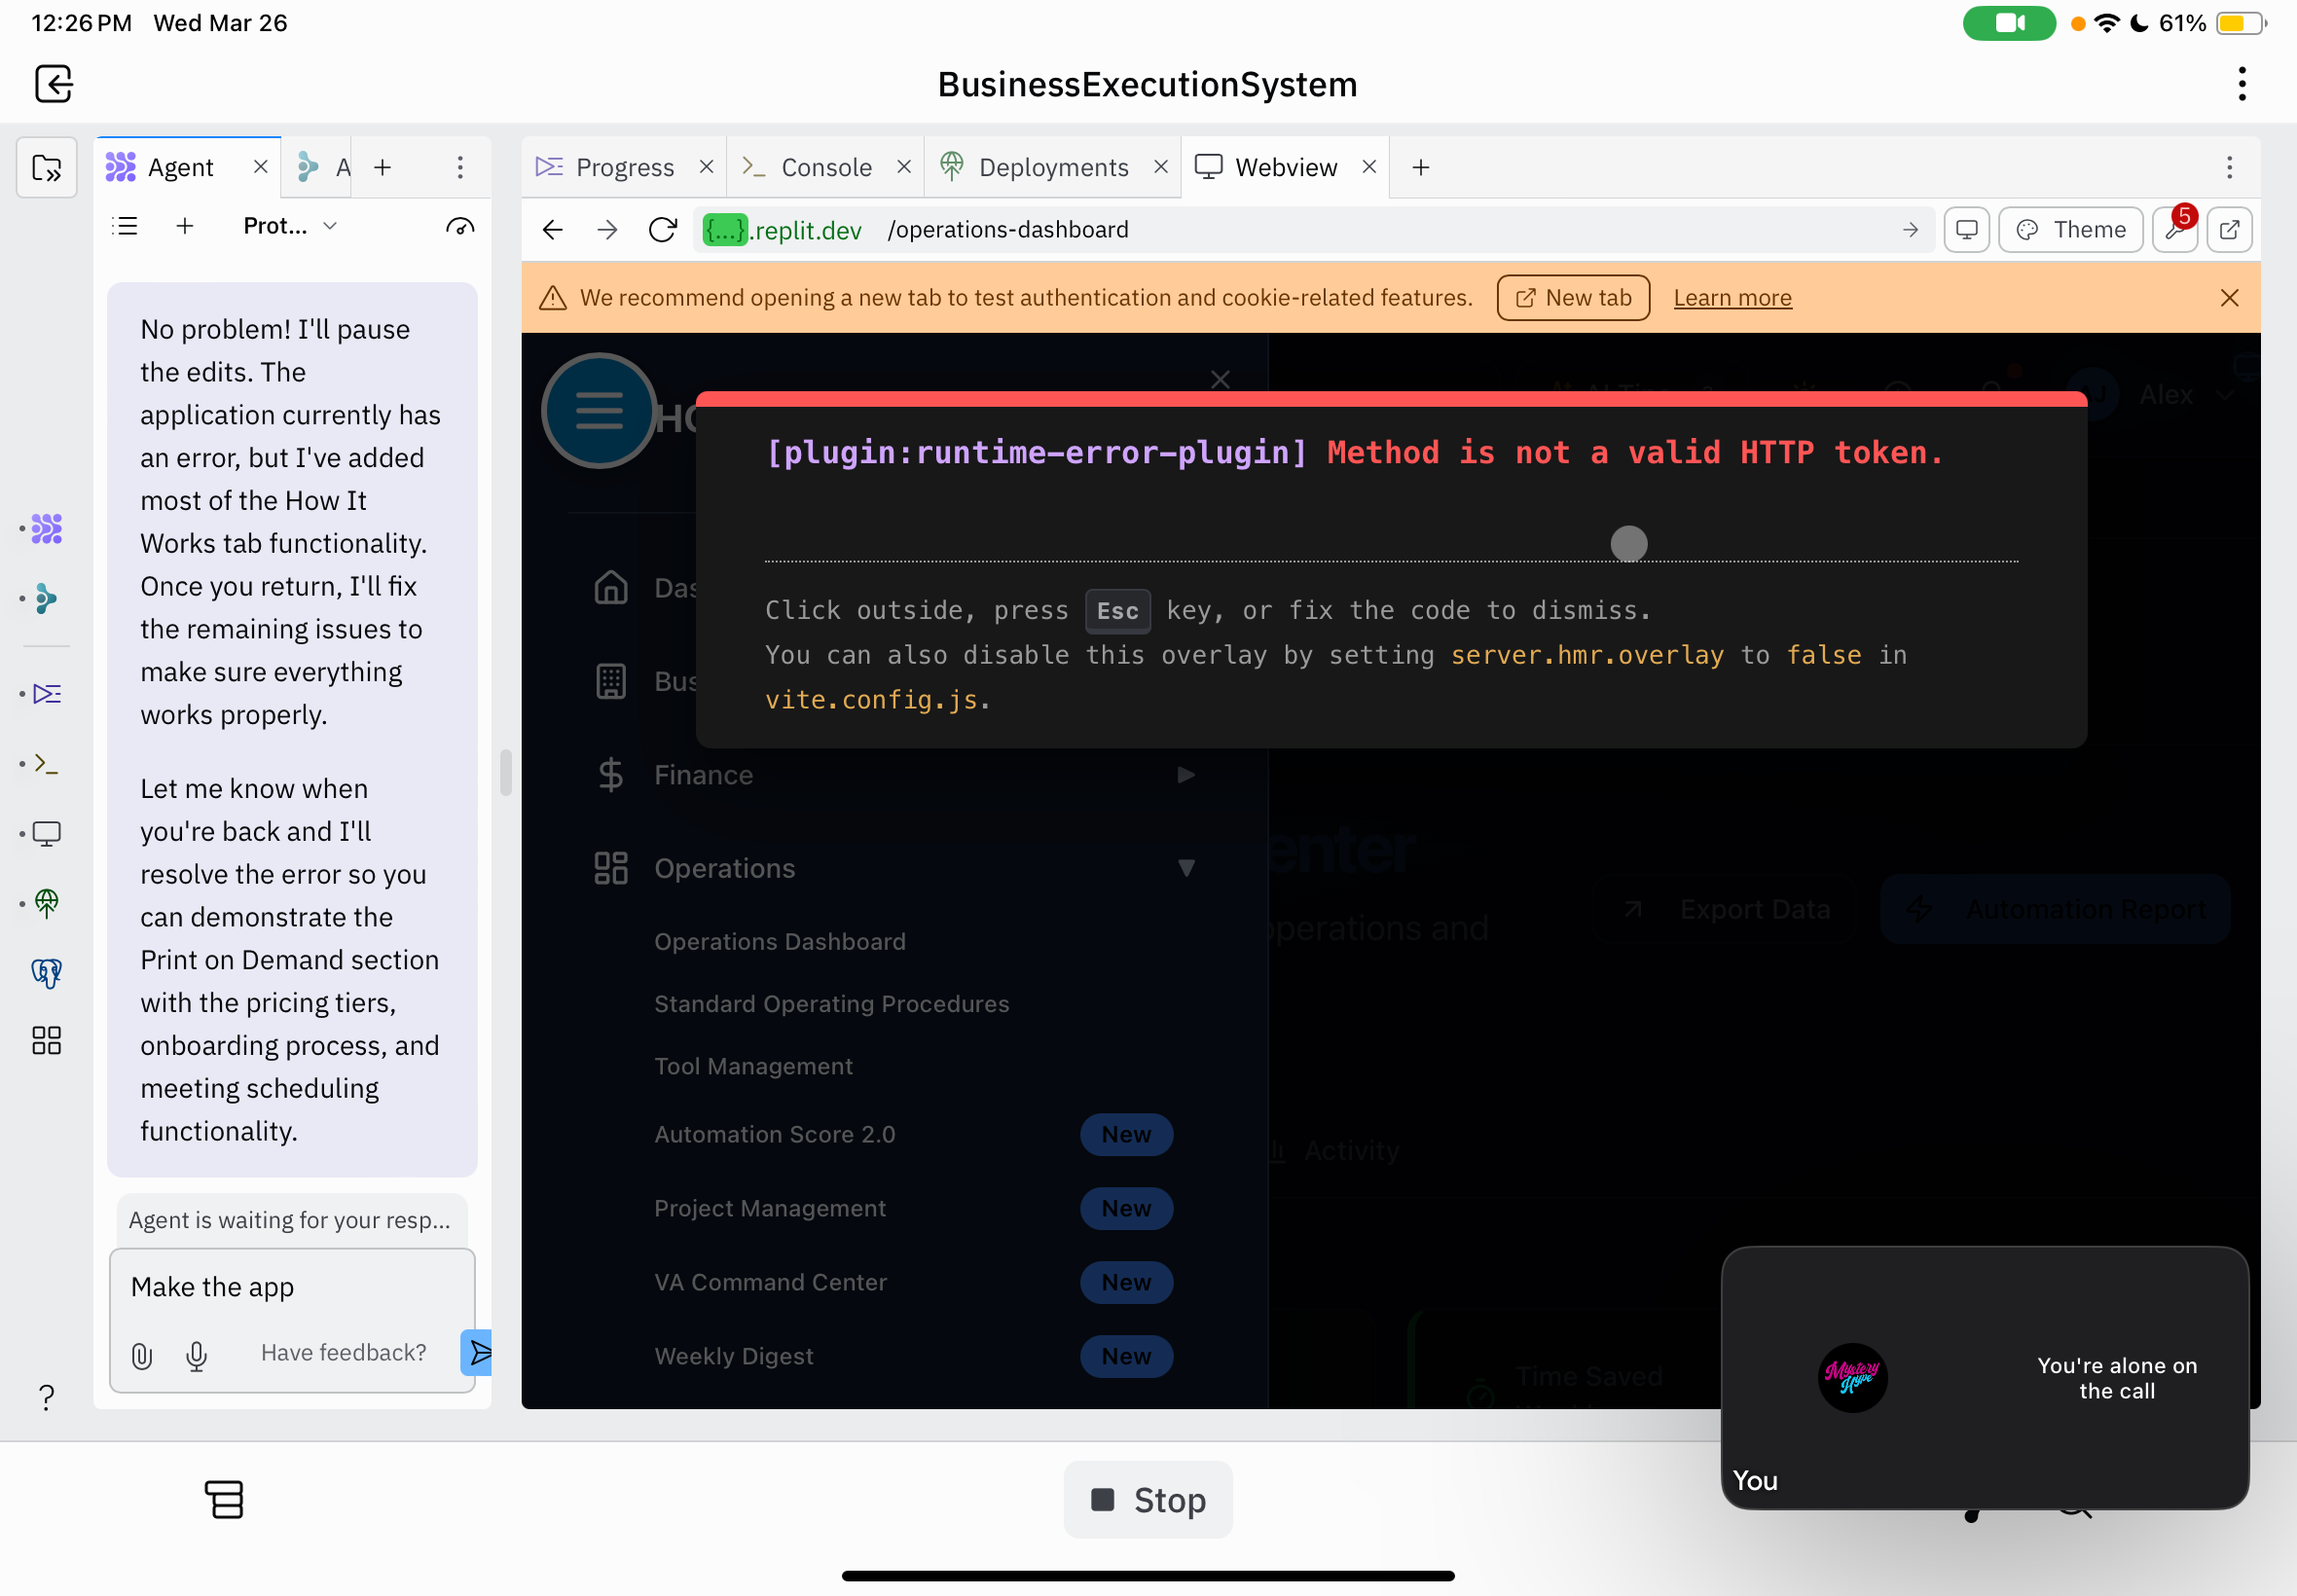 12:26 PM Wed Mar 26
61%
BusinessExecutionSystem
Agent
A
Progress
Console
Deployments
Webview
Prot...
{...}.replit.dev /operations-dashboard
Theme
5
We recommend opening a new tab to test authentication and cookie-related features.
New tab
Learn more
No problem! I'll pause
the edits. The
application currently has
an error, but I've added
most of the How It
Works tab functionality.
Once you return, I'll fix
the remaining issues to
make sure everything
works properly.
Let me know when
you're back and I'll
resolve the error so you
can demonstrate the
Print on Demand section
with the pricing tiers,
onboarding process, and
meeting scheduling
functionality.
Agent is waiting for your resp...
Make the app
Have feedback?
?
Alex
[plugin:runtime-error-plugin] Method is not a valid HTTP token.
Click outside, press Esc key, or fix the code to dismiss.
You can also disable this overlay by setting server.hmr.overlay to false in
vite.config.js.
Das
Bus
Finance
Operations
Operations Dashboard
Standard Operating Procedures
Tool Management
Automation Score 2.0 New
Project Management New
VA Command Center New
Weekly Digest New
enter
operations and
Export Data
Automation Report
Activity
Time Saved
Mystery
Hype
You're alone on
the call
You
Stop